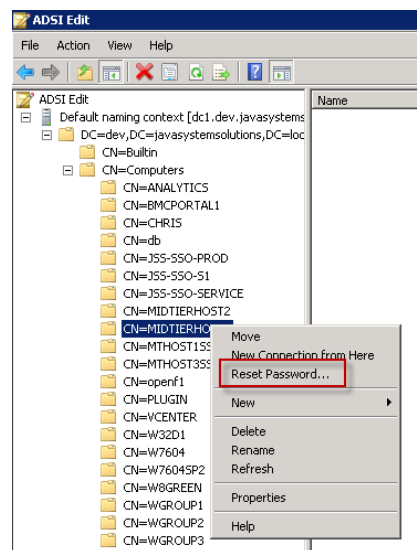 ADSI Edit
File Action View Help
ADSI Edit
Name
Default naming context [dc1.dev.javasystems
DC=dev,DC=javasystemsolutions,DC=loc
CN=Builtin
CN=Computers
CN=ANALYTICS
CN=BMCPORTAL1
CN=CHRIS
CN=db
CN=JSS-SSO-PROD
CN=JSS-SSO-S1
CN=JSS-SSO-SERVICE
CN=MIDTIERHOST2
CN=MIDTIERHO
CN=MTHOST1SS
CN=MTHOST3SS
CN=openf1
CN=PLUGIN
CN=VCENTER
CN=W32D1
CN=W7604
CN=W7604SP2
CN=W8GREEN
CN=WGROUP1
CN=WGROUP2
CN=WGROUP3
Move
New Connection from Here
Reset Password...
New
Delete
Rename
Refresh
Properties
Help